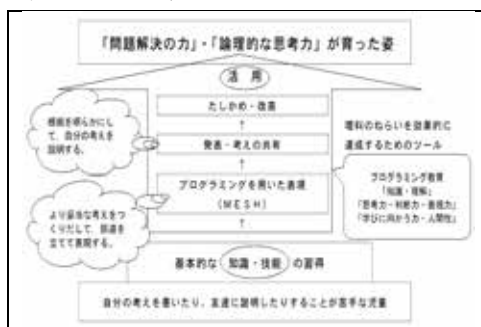 「問題解決の力」・「論理的な思考力」が育った姿
活 用
たしかめ・改善
↑
発表・考えの共有
↑
プログラミングを用いた表現
(MESH)
↑
根拠を明らかにし
て、自分の考えを
説明する。
より妥当な考えをつ
くりだして、筋道を
立てて表現する。
理科のねらいを効果的に
達成するためのツール
プログラミング教育
「知識・理解」
「思考力・判断力・表現力」
「学びに向かう力・人間性」
基本的な 知識・技能 の習得
自分の考えを書いたり、友達に説明したりすることが苦手な児童